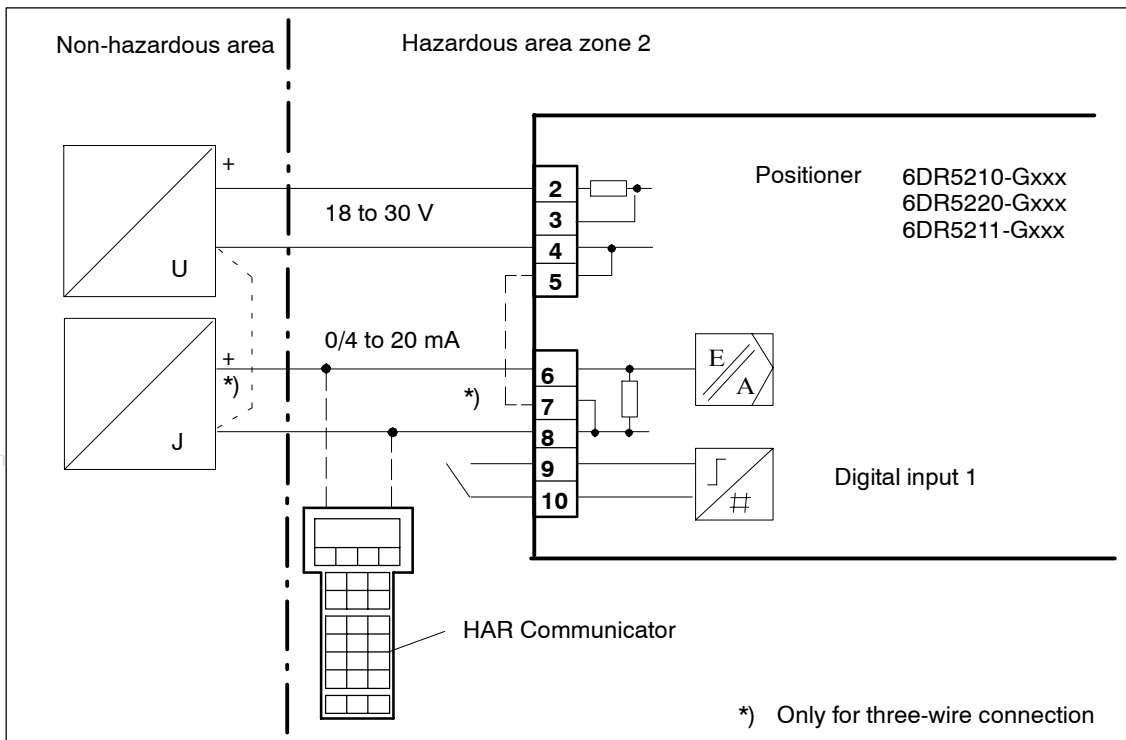 Non-hazardous area
Hazardous area zone 2
+
18 to 30 V
U
2
3
4
5
Positioner
6DR5210-Gxxx
6DR5220-Gxxx
6DR5211-Gxxx
+
*)
0/4 to 20 mA
J
*)
6
7
8
9
10
E
A
#
Digital input 1
HAR Communicator
*) Only for three-wire connection